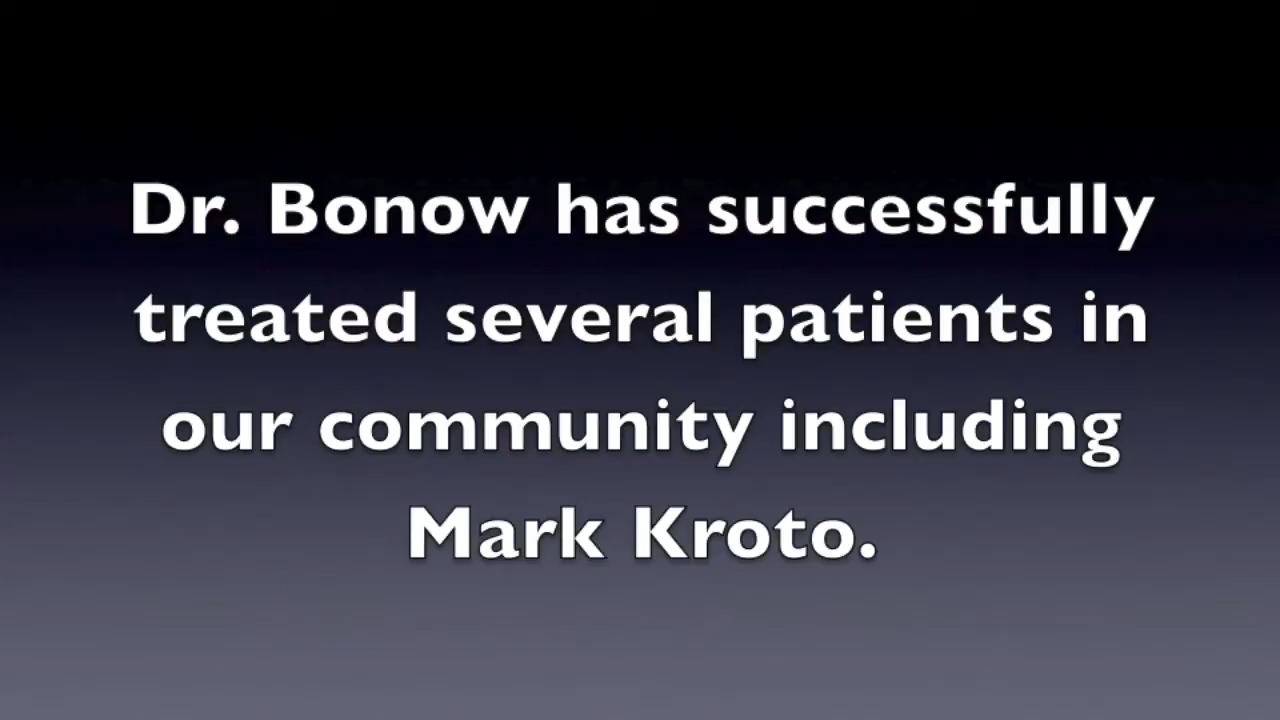 Dr. Bonow has successfully
treated several patients in
our community including
Mark Kroto.